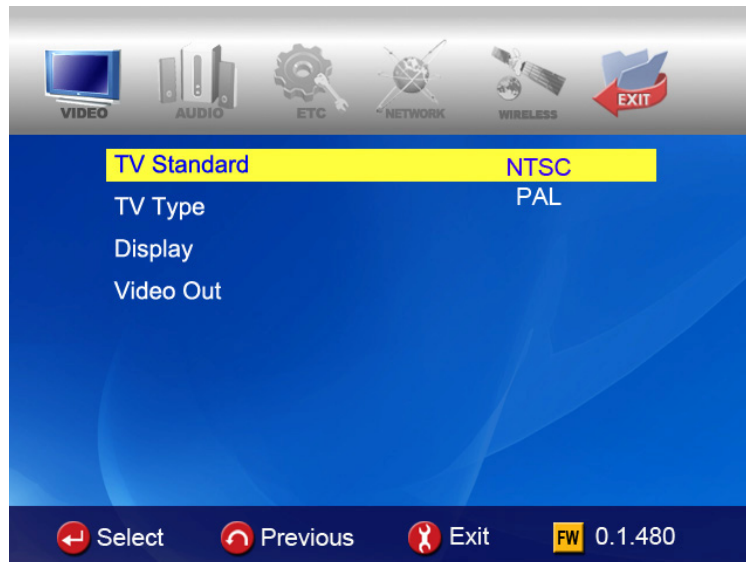 VIDEO AUDIO ETC NETWORK WIRELESS EXIT
TV Standard NTSC
TV Type PAL
Display
Video Out
Select Previous Exit FW 0.1.480